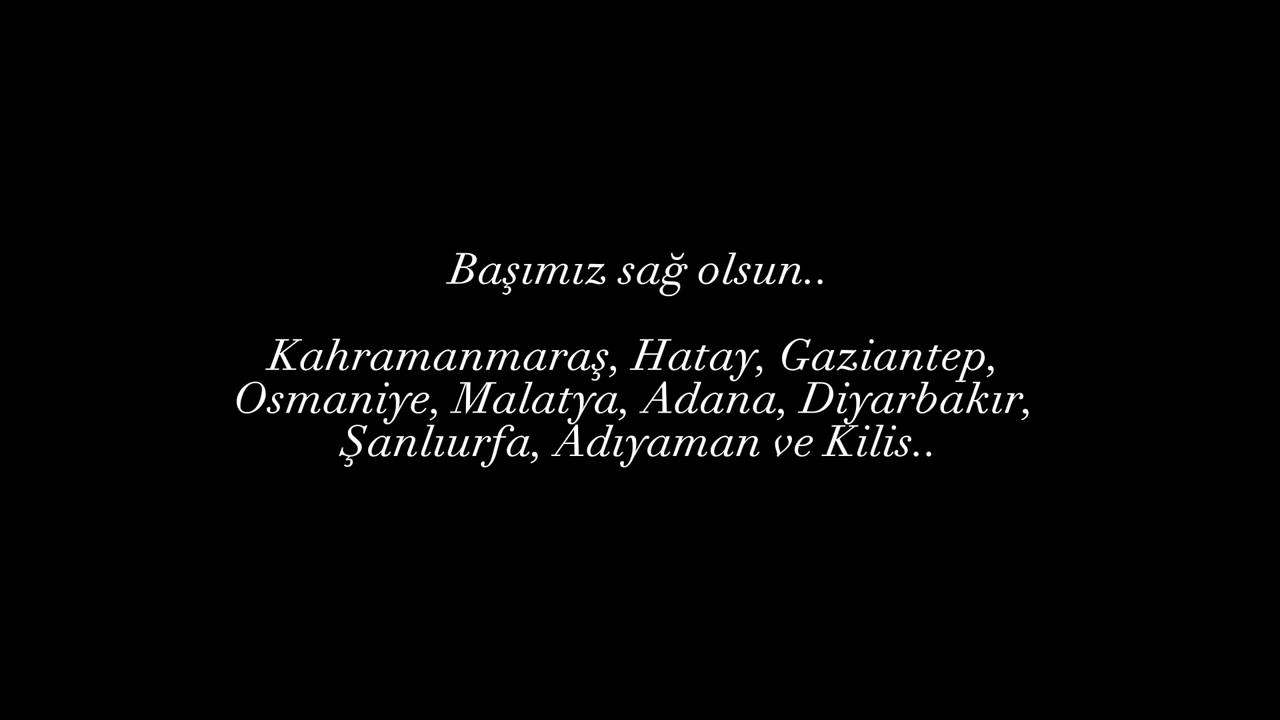 Başımız sağ olsun..
Kahramanmaraş, Hatay, Gaziantep,
Osmaniye, Malatya, Adana, Diyarbakır,
Şanlıurfa, Adıyaman ve Kilis..